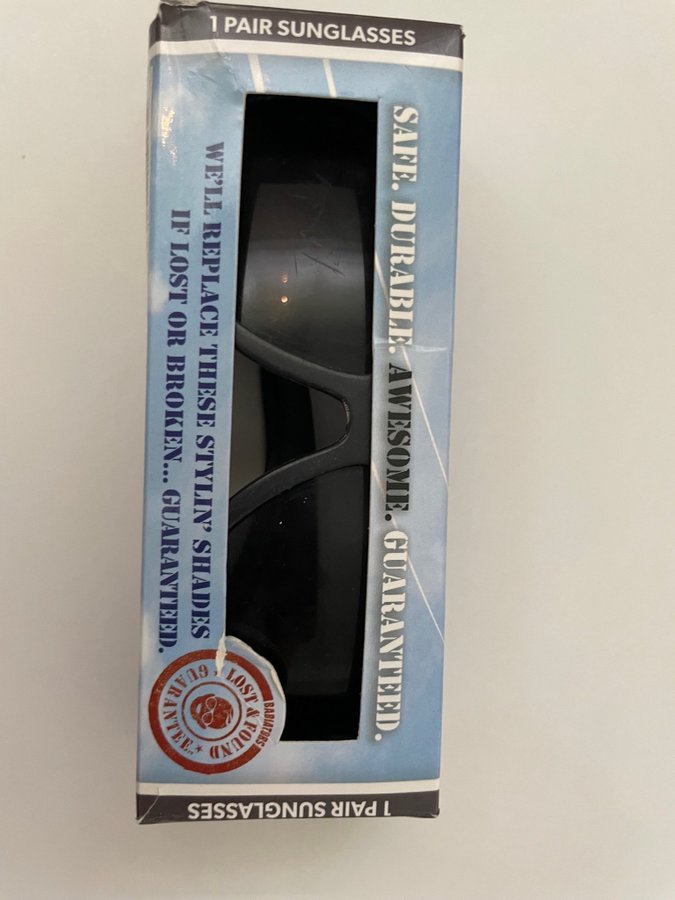 1 PAIR SUNGLASSES
SAFE. DURABLE. AWESOME. GUARANTEED.
WE'LL REPLACE THESE STYLIN' SHADES
IF LOST OR BROKEN... GUARANTEED.
BABIATORS
LOST & FOUND
GUARANTEE
1 PAIR SUNGLASSES